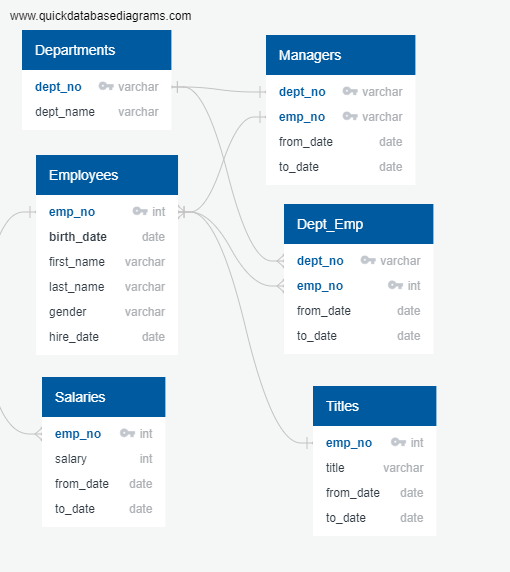 www.quickdatabasediagrams.com
Departments
dept_no varchar
dept_name varchar
Managers
dept_no varchar
emp_no varchar
from_date date
to_date date
Employees
emp_no int
birth_date date
first_name varchar
last_name varchar
gender varchar
hire_date date
Dept_Emp
dept_no varchar
emp_no int
from_date date
to_date date
Salaries
emp_no int
salary int
from_date date
to_date date
Titles
emp_no int
title varchar
from_date date
to_date date